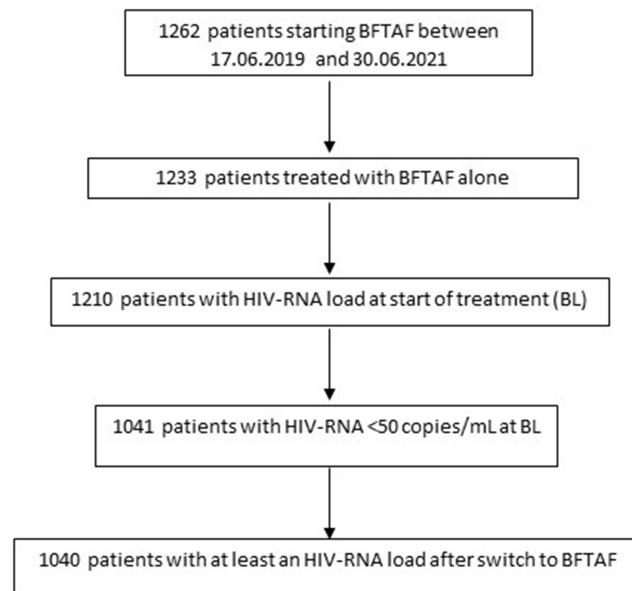 1262 patients starting BFTAF between
17.06.2019 and 30.06.2021
1233 patients treated with BFTAF alone
1210 patients with HIV-RNA load at start of treatment (BL)
1041 patients with HIV-RNA <50 copies/mL at BL
1040 patients with at least an HIV-RNA load after switch to BFTAF